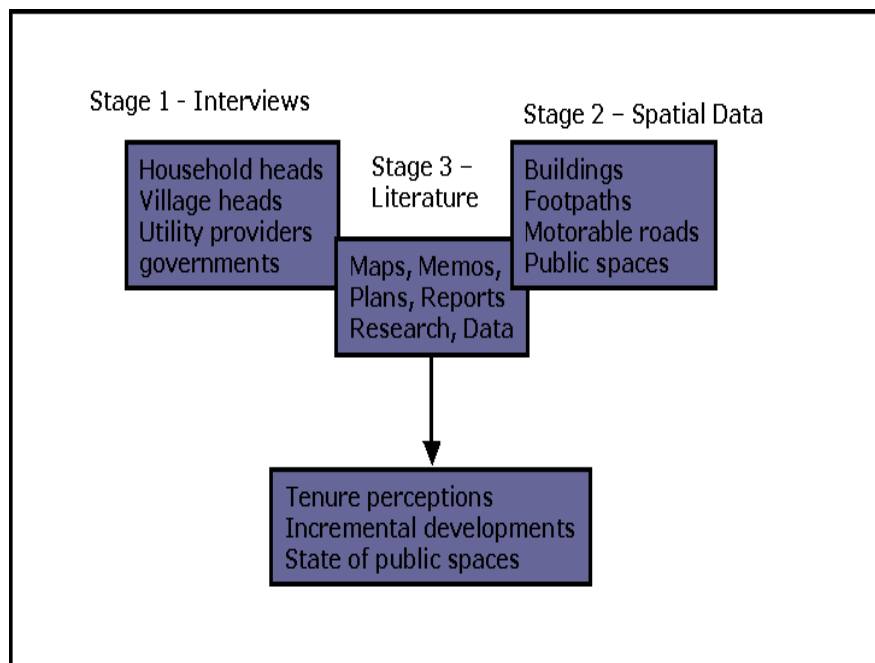 Stage 1 - Interviews
Household heads
Village heads
Utility providers
governments
Stage 2 – Spatial Data
Buildings
Footpaths
Motorable roads
Public spaces
Stage 3 –
Literature
Maps, Memos,
Plans, Reports
Research, Data
Tenure perceptions
Incremental developments
State of public spaces